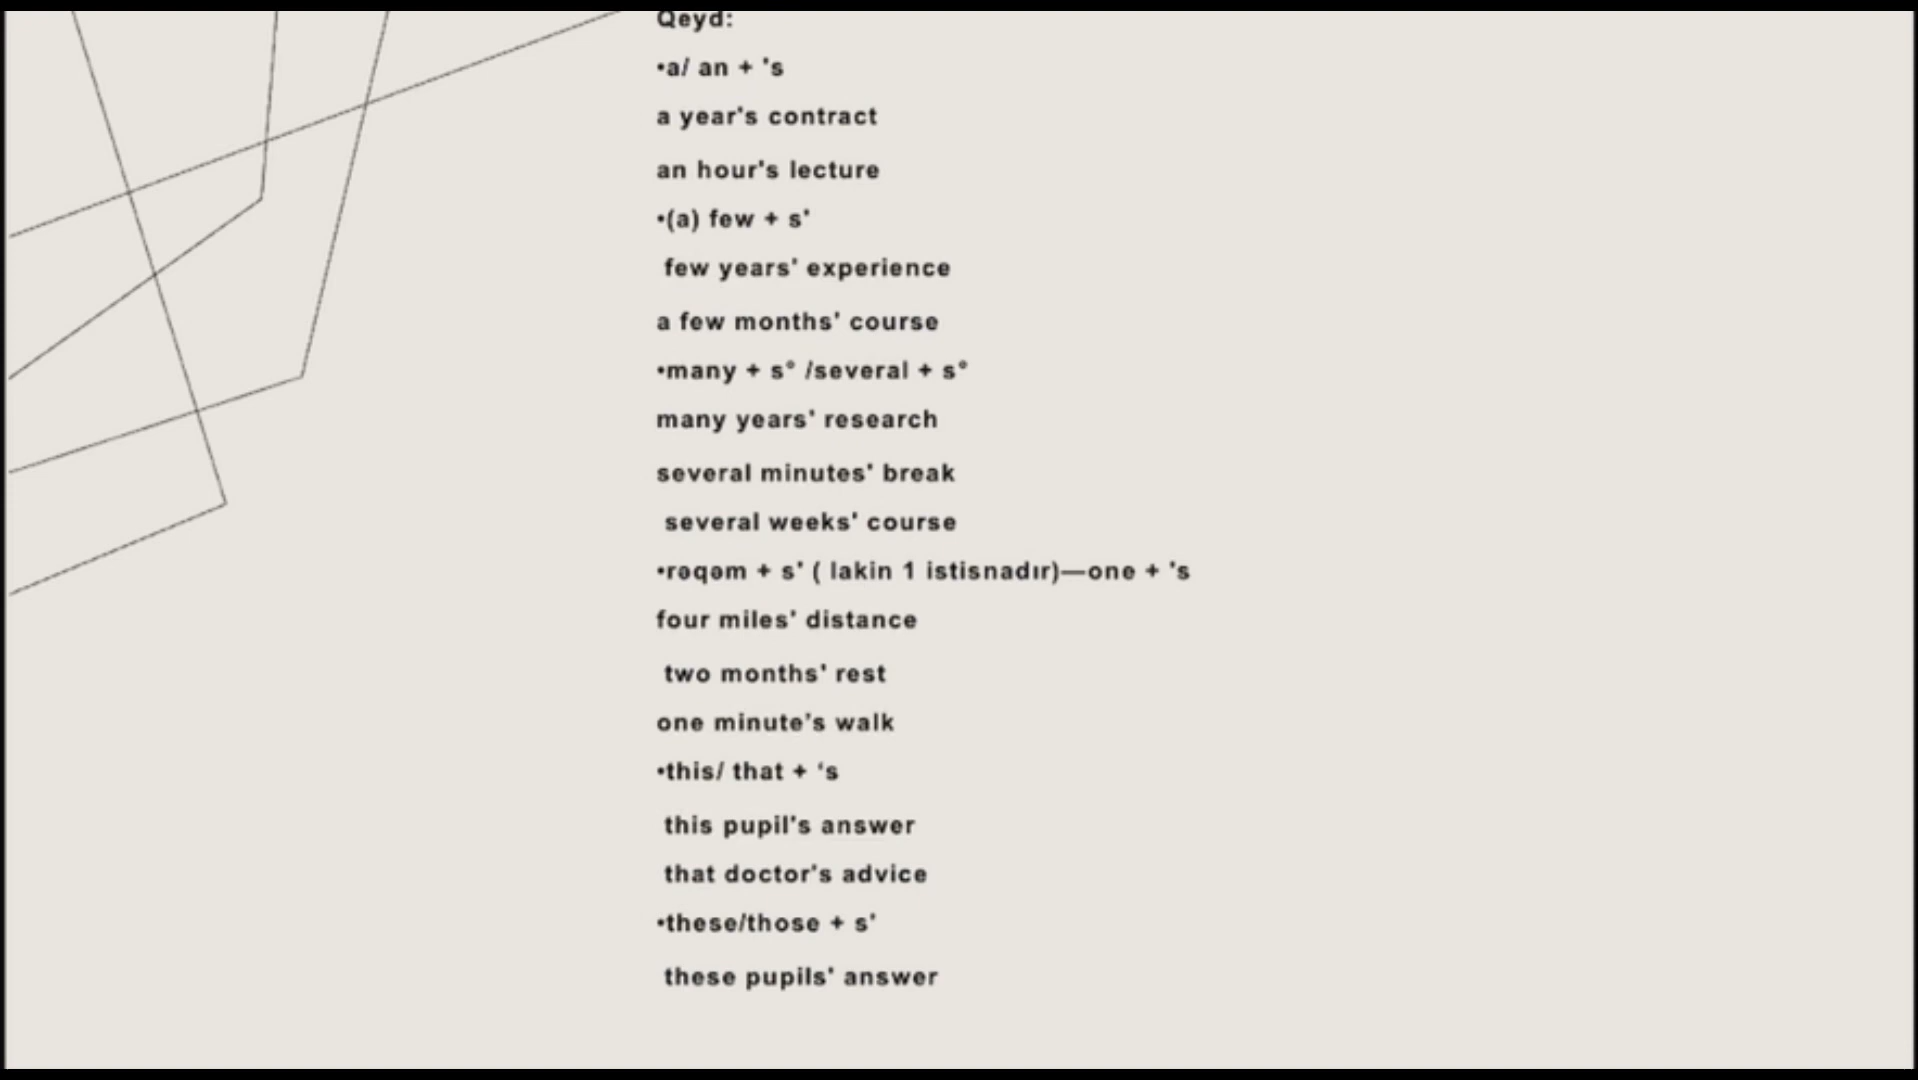 Qeyd:
•a/ an + 's
a year's contract
an hour's lecture
•(a) few + s'
few years' experience
a few months' course
•many + s° /several + s°
many years' research
several minutes' break
several weeks' course
•rəqəm + s' ( lakin 1 istisnadır)—one + 's
four miles' distance
two months' rest
one minute’s walk
•this/ that + ‘s
this pupil's answer
that doctor's advice
•these/those + s'
these pupils' answer